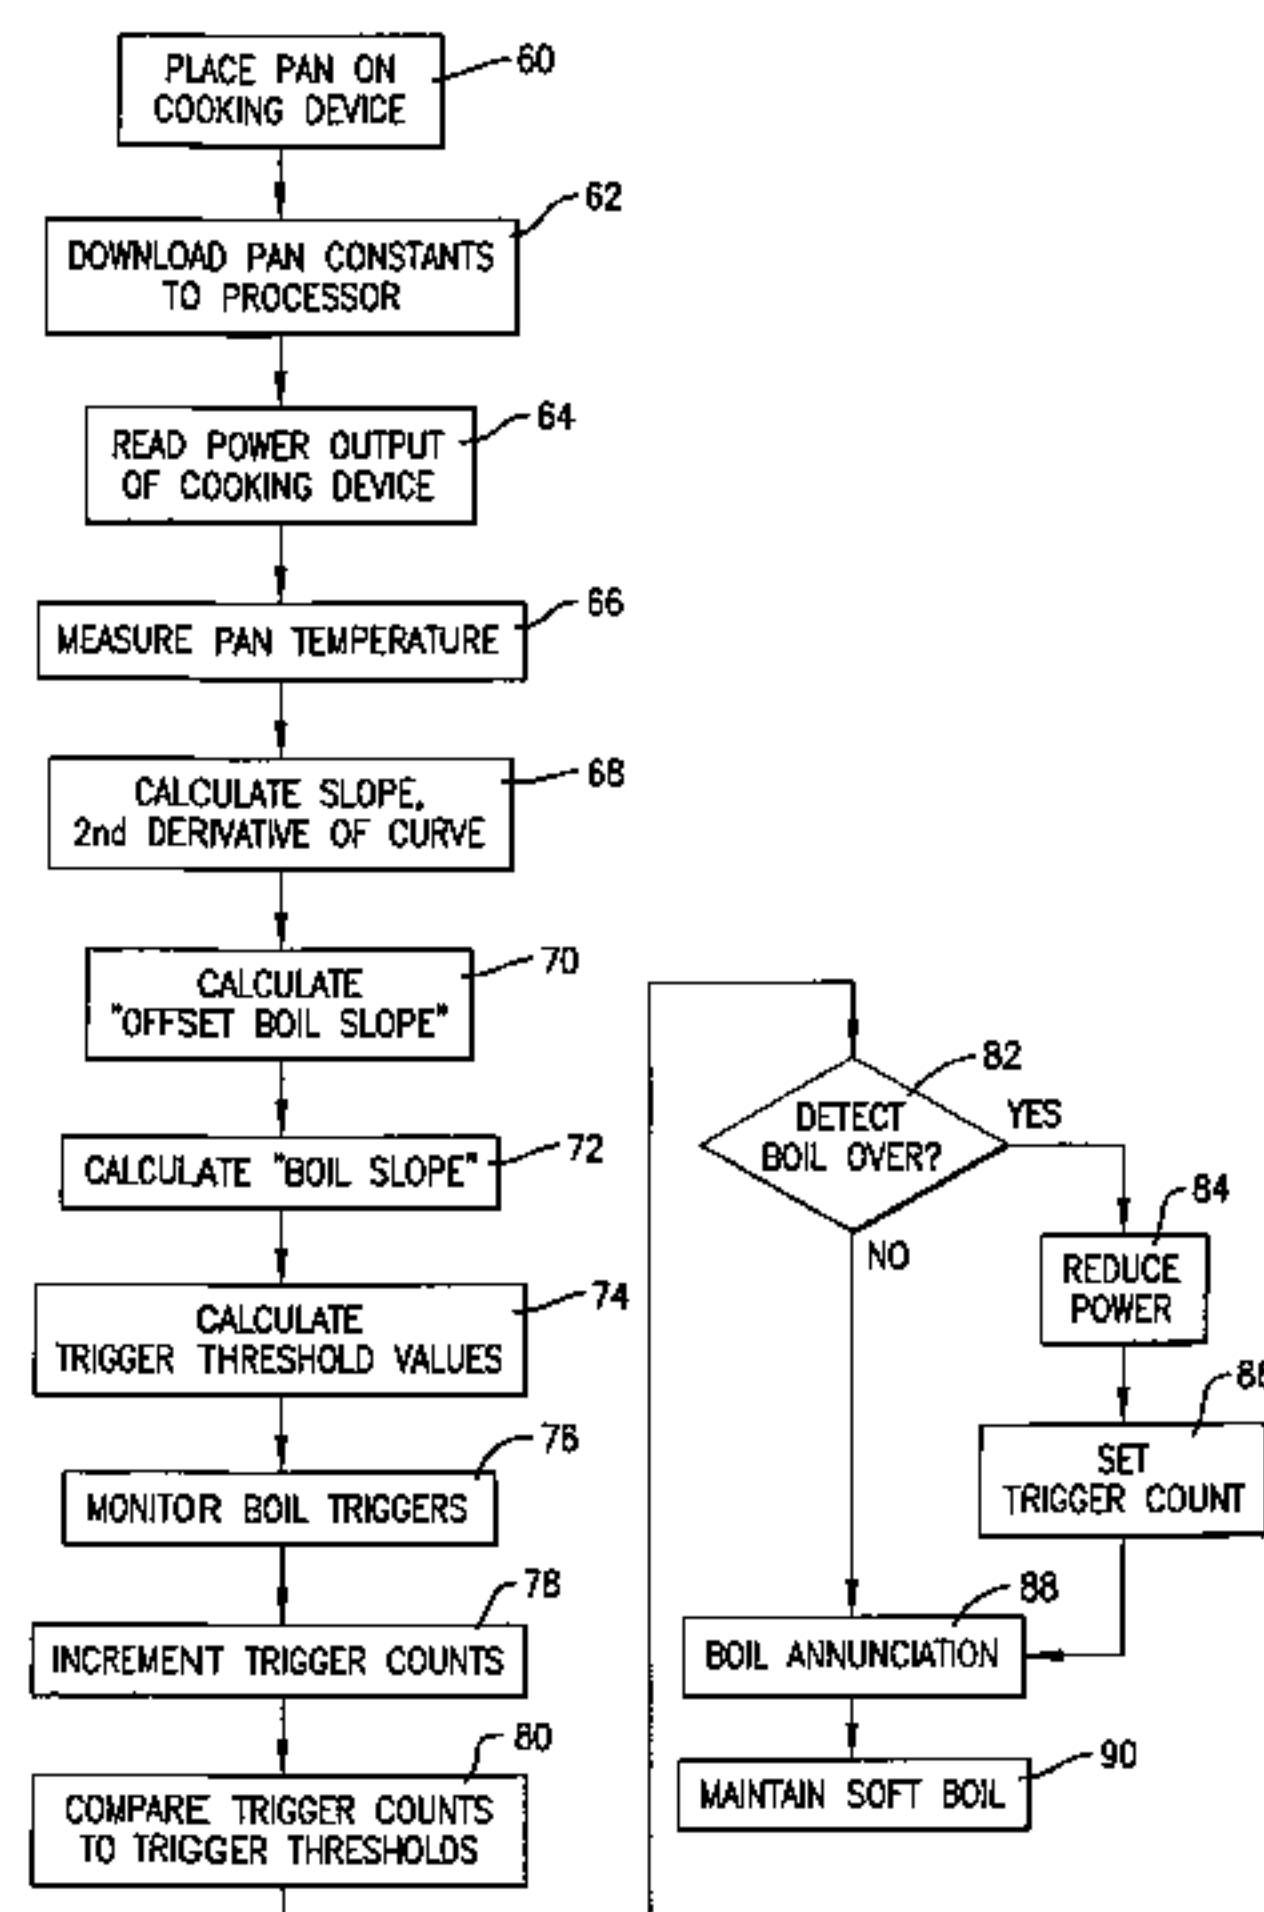 PLACE PAN ON
COOKING DEVICE
60
DOWNLOAD PAN CONSTANTS
TO PROCESSOR
62
READ POWER OUTPUT
OF COOKING DEVICE
64
MEASURE PAN TEMPERATURE
66
CALCULATE SLOPE,
2nd DERIVATIVE OF CURVE
68
CALCULATE
"OFFSET BOIL SLOPE"
70
CALCULATE "BOIL SLOPE"
72
CALCULATE
TRIGGER THRESHOLD VALUES
74
MONITOR BOIL TRIGGERS
76
INCREMENT TRIGGER COUNTS
78
COMPARE TRIGGER COUNTS
TO TRIGGER THRESHOLDS
80
DETECT
BOIL OVER?
82
YES
NO
REDUCE
POWER
84
SET
TRIGGER COUNT
BOIL ANNUNCIATION
88
MAINTAIN SOFT BOIL
90